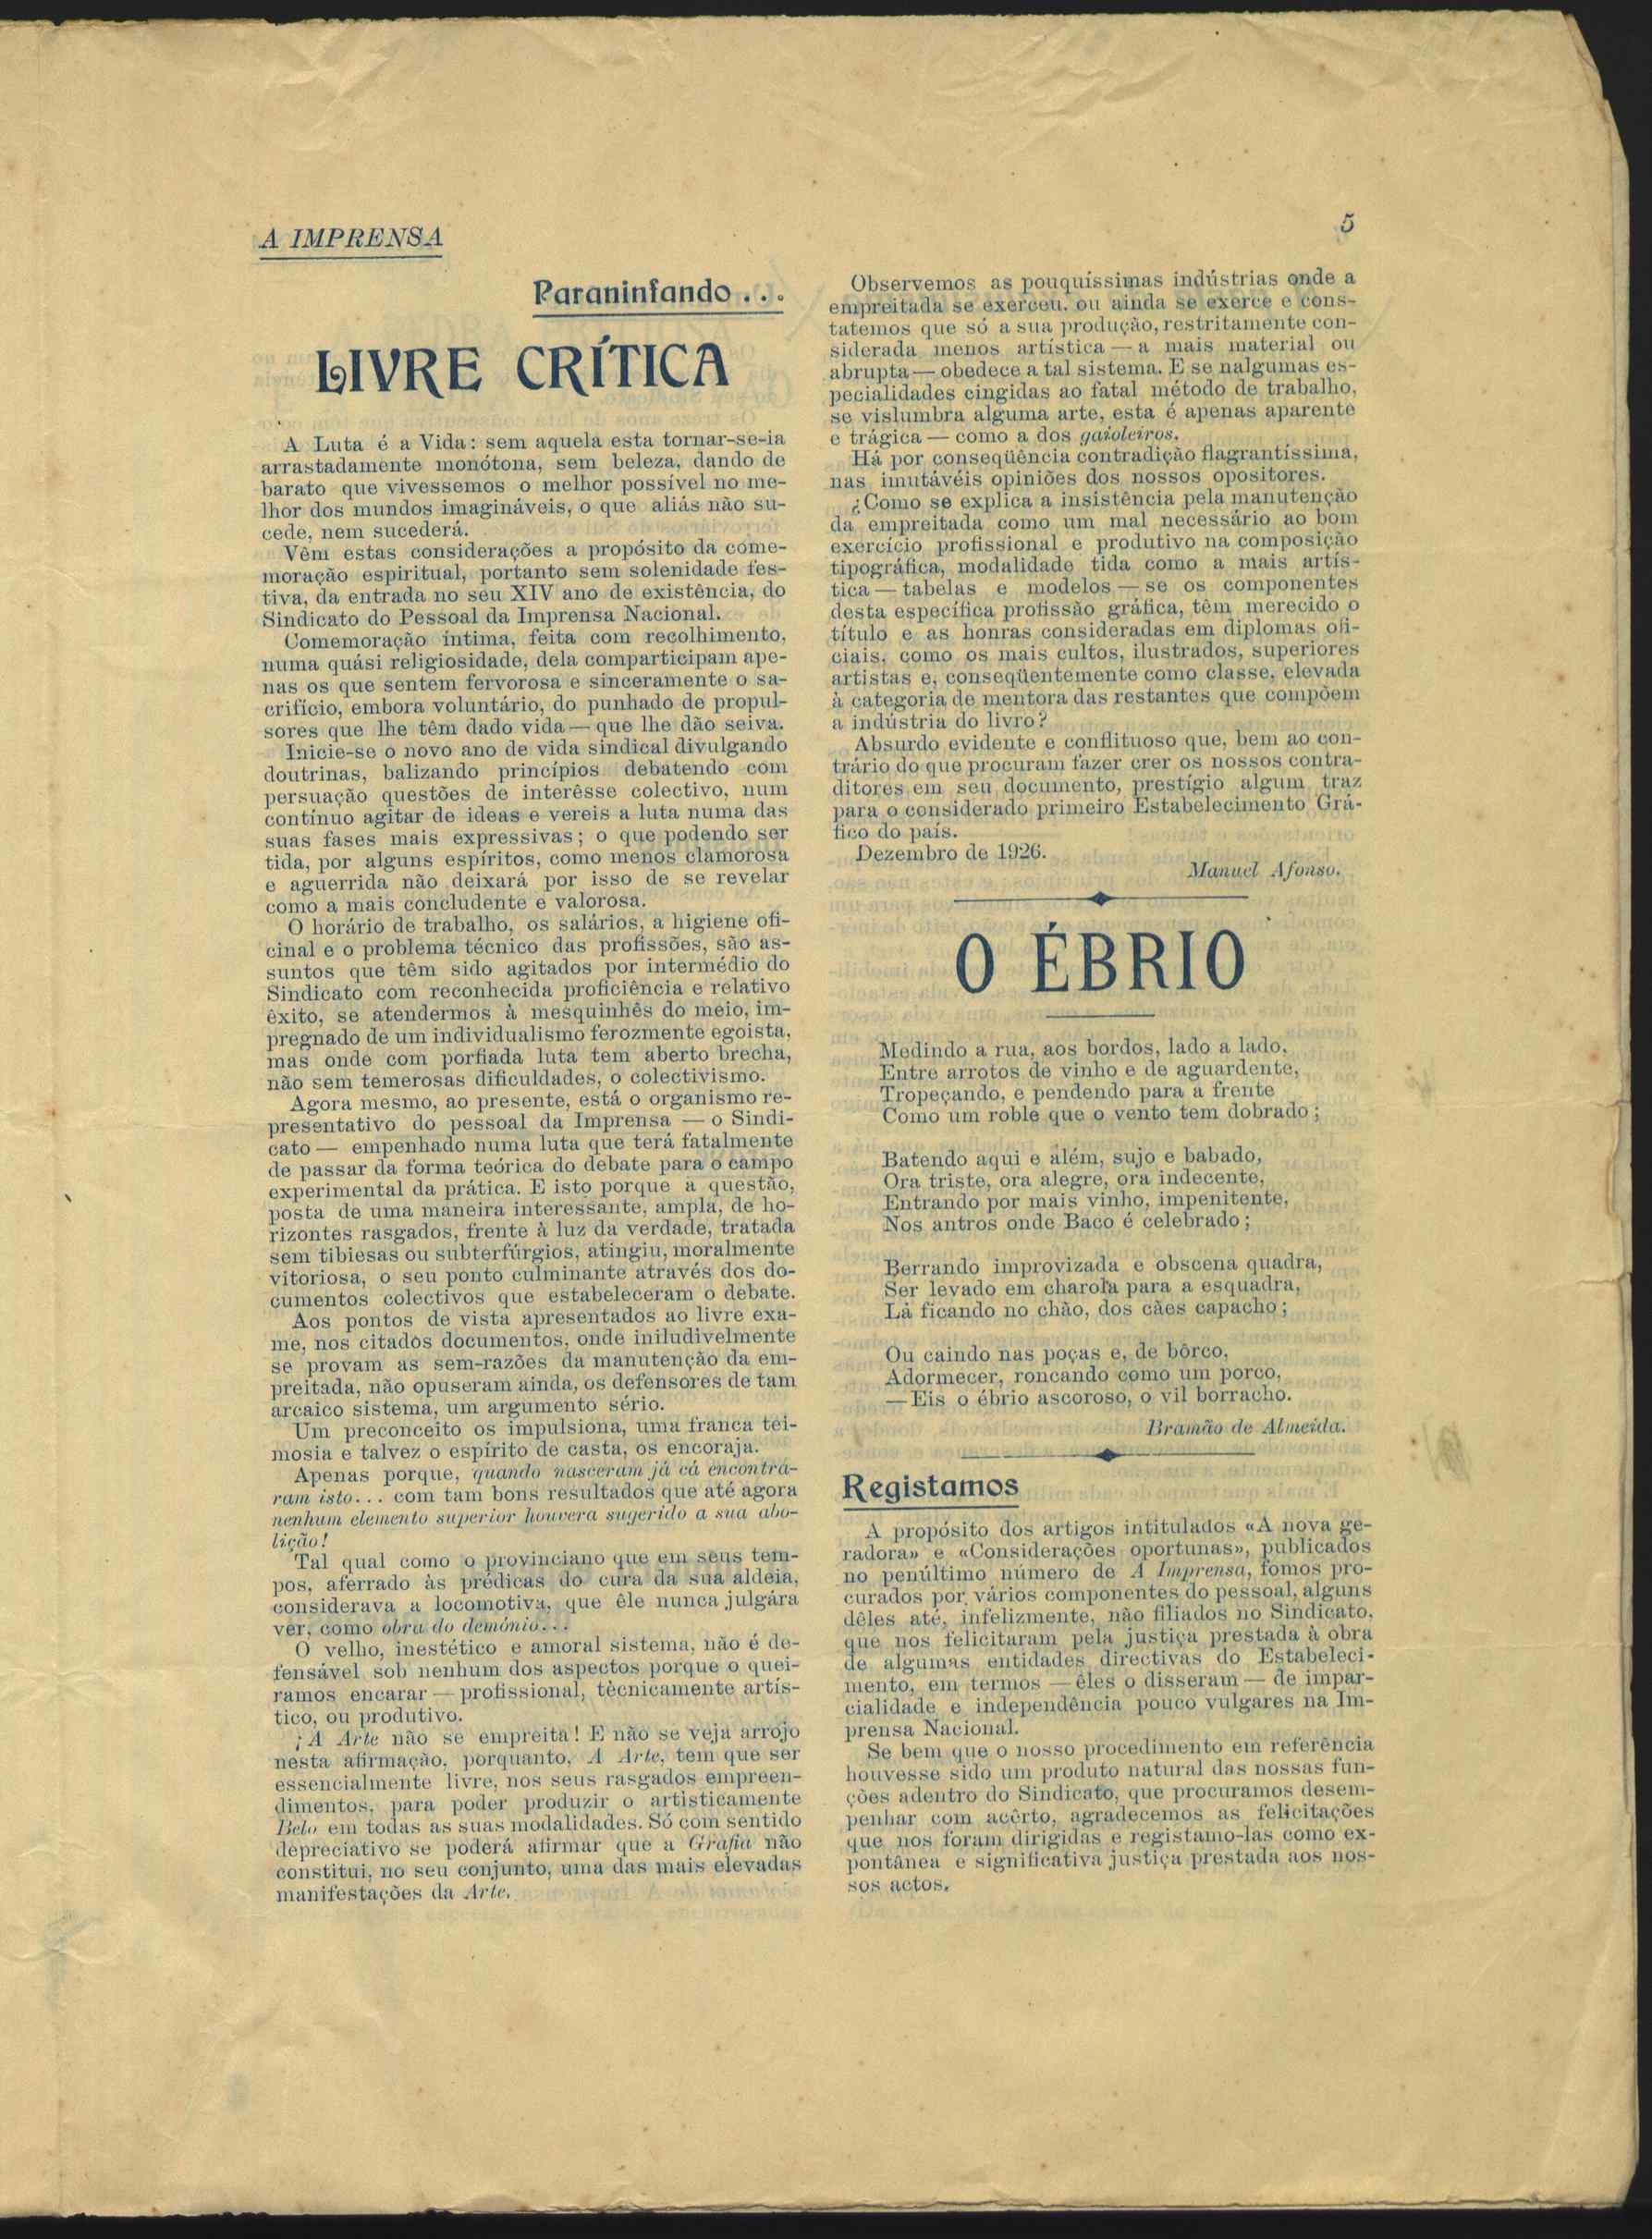 A IMPRENSA
5
Paraninfando...
LIVRE CRÍTICA
A Luta é a Vida: sem aquela esta tornar-se-ia
arrastadamente monótona, sem beleza, dando de
barato que vivessemos o melhor possível no me-
lhor dos mundos imagináveis, o que aliás não su-
cede, nem sucederá.
Vêm estas considerações a propósito da come-
moração espiritual, portanto sem solenidade fes-
tiva, da entrada no seu XIV ano de existência, do
Sindicato do Pessoal da Imprensa Nacional.
Comemoração íntima, feita com recolhimento,
numa quási religiosidade, dela comparticipam ape-
nas os que sentem fervorosa e sinceramente o sa-
crifício, embora voluntário, do punhado de propul-
sores que lhe têm dado vida — que lhe dão seiva.
Inicie-se o novo ano de vida sindical divulgando
doutrinas, balizando princípios debatendo com
persuação questões de interêsse colectivo, num
contínuo agitar de ideas e vereis a luta numa das
suas fases mais expressivas; o que podendo ser
tida, por alguns espíritos, como menos clamorosa
e aguerrida não deixará por isso de se revelar
como a mais concludente e valorosa.
O horário de trabalho, os salários, a higiene ofi-
cinal e o problema técnico das profissões, são as-
suntos que têm sido agitados por intermédio do
Sindicato com reconhecida proficiência e relativo
êxito, se atendermos à mesquinhês do meio, im-
pregnado de um individualismo ferozmente egoista,
mas onde com porfiada luta tem aberto brecha,
não sem temerosas dificuldades, o colectivismo.
Agora mesmo, ao presente, está o organismo re-
presentativo do pessoal da Imprensa — o Sindi-
cato — empenhado numa luta que terá fatalmente
de passar da forma teórica do debate para o campo
experimental da prática. E isto porque a questão,
posta de uma maneira interessante, ampla, de ho-
rizontes rasgados, frente à luz da verdade, tratada
sem tibiesas ou subterfúrgios, atingiu, moralmente
vitoriosa, o seu ponto culminante através dos do-
cumentos colectivos que estabeleceram o debate.
Aos pontos de vista apresentados ao livre exa-
me, nos citados documentos, onde iniludivelmente
se provam as sem-razões da manutenção da em-
preitada, não opuseram ainda, os defensores de tam
arcaico sistema, um argumento sério.
Um preconceito os impulsiona, uma franca tei-
mosia e talvez o espírito de casta, os encoraja.
Apenas porque, quando nasceram já cá encontra-
ram isto... com tam bons resultados que até agora
nenhum elemento superior houvera sugerido a sua abo-
lição!
Tal qual como o provinciano que em seus tem-
pos, aferrado às prédicas do cura da sua aldeia,
considerava a locomotiva, que êle nunca julgára
ver, como obra do demónio...
O velho, inestético e amoral sistema, não é de-
fensável sob nenhum dos aspectos porque o quei-
ramos encarar — profissional, tècnicamente artís-
tico, ou produtivo.
¡A Arte não se empreita! E não se veja arrojo
nesta afirmação, porquanto, A Arte, tem que ser
essencialmente livre, nos seus rasgados empreen-
dimentos, para poder produzir o artisticamente
Belo em todas as suas modalidades. Só com sentido
depreciativo se poderá afirmar que a Grafia não
constitui, no seu conjunto, uma das mais elevadas
manifestações da Arte.
Observemos as pouquíssimas indústrias onde a
empreitada se exerceu, ou ainda se exerce e cons-
tatemos que só a sua produção, restritamente con-
siderada menos artística — a mais material ou
abrupta — obedece a tal sistema. E se nalgumas es-
pecialidades cingidas ao fatal método de trabalho,
se vislumbra alguma arte, esta é apenas aparente
e trágica — como a dos gaioleiros.
Há por conseqüência contradição flagrantíssima,
nas imutávéis opiniões dos nossos opositores.
¿Como se explica a insistência pela manutenção
da empreitada como um mal necessário ao bom
exercício profissional e produtivo na composição
tipográfica, modalidade tida como a mais artís-
tica — tabelas e modelos — se os componentes
desta específica profissão gráfica, têm merecido o
título e as honras consideradas em diplomas ofi-
ciais, como os mais cultos, ilustrados, superiores
artistas e, conseqüentemente como classe, elevada
à categoria de mentora das restantes que compõem
a indústria do livro?
Absurdo evidente e conflituoso que, bem ao con-
trário do que procuram fazer crer os nossos contra-
ditores em seu documento, prestígio algum traz
para o considerado primeiro Estabelecimento Grá-
fico do país.
Dezembro de 1926.
Manuel Afonso.
O ÉBRIO
Medindo a rua, aos bordos, lado a lado,
Entre arrotos de vinho e de aguardente,
Tropeçando, e pendendo para a frente
Como um roble que o vento tem dobrado;
Batendo aqui e além, sujo e babado,
Ora triste, ora alegre, ora indecente,
Entrando por mais vinho, impenitente,
Nos antros onde Baco é celebrado;
Berrando improvizada e obscena quadra,
Ser levado em charola para a esquadra,
Lá ficando no chão, dos cães capacho;
Ou caindo nas poças e, de bôrco,
Adormecer, roncando como um porco,
— Eis o ébrio ascoroso, o vil borracho.
Bramão de Almeida.
Registamos
A propósito dos artigos intitulados «A nova ge-
radora» e «Considerações oportunas», publicados
no penúltimo número de A Imprensa, fomos pro-
curados por vários componentes do pessoal, alguns
dêles até, infelizmente, não filiados no Sindicato,
que nos felicitaram pela justiça prestada à obra
de algumas entidades directivas do Estabeleci-
mento, em termos — êles o disseram — de impar-
cialidade e independência pouco vulgares na Im-
prensa Nacional.
Se bem que o nosso procedimento em referência
houvesse sido um produto natural das nossas fun-
ções adentro do Sindicato, que procuramos desem-
penhar com acêrto, agradecemos as felicitações
que nos foram dirigidas e registamo-las como ex-
pontânea e significativa justiça prestada aos nos-
sos actos.